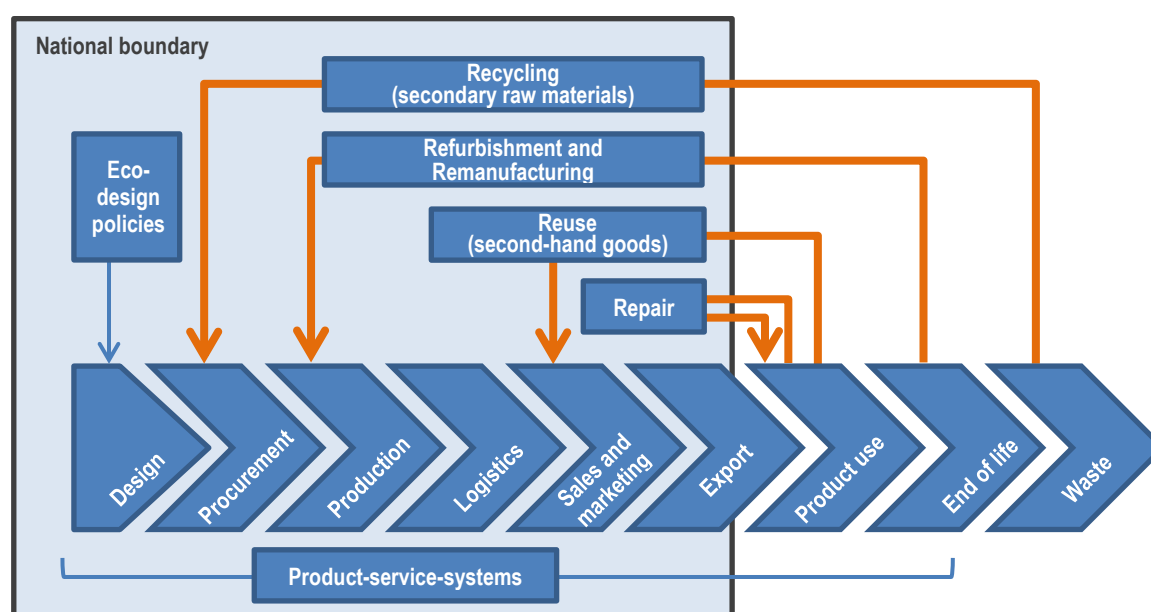 National boundary
Recycling
(secondary raw materials)
Refurbishment and
Remanufacturing
Eco-
design
policies
Reuse
(second-hand goods)
Repair
Design
Procurement
Production
Logistics
Sales and
marketing
Export
Product use
End of life
Waste
Product-service-systems